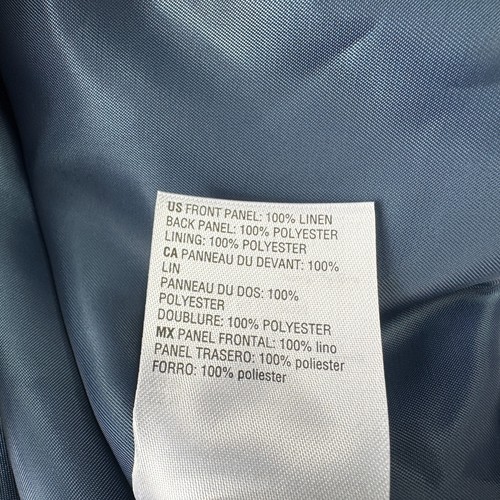 US FRONT PANEL: 100% LINEN
BACK PANEL: 100% POLYESTER
LINING: 100% POLYESTER
CA PANNEAU DU DEVANT: 100%
LIN
PANNEAU DU DOS: 100%
POLYESTER
DOUBLURE: 100% POLYESTER
MX PANEL FRONTAL: 100% lino
PANEL TRASERO: 100% poliester
FORRO: 100% poliester